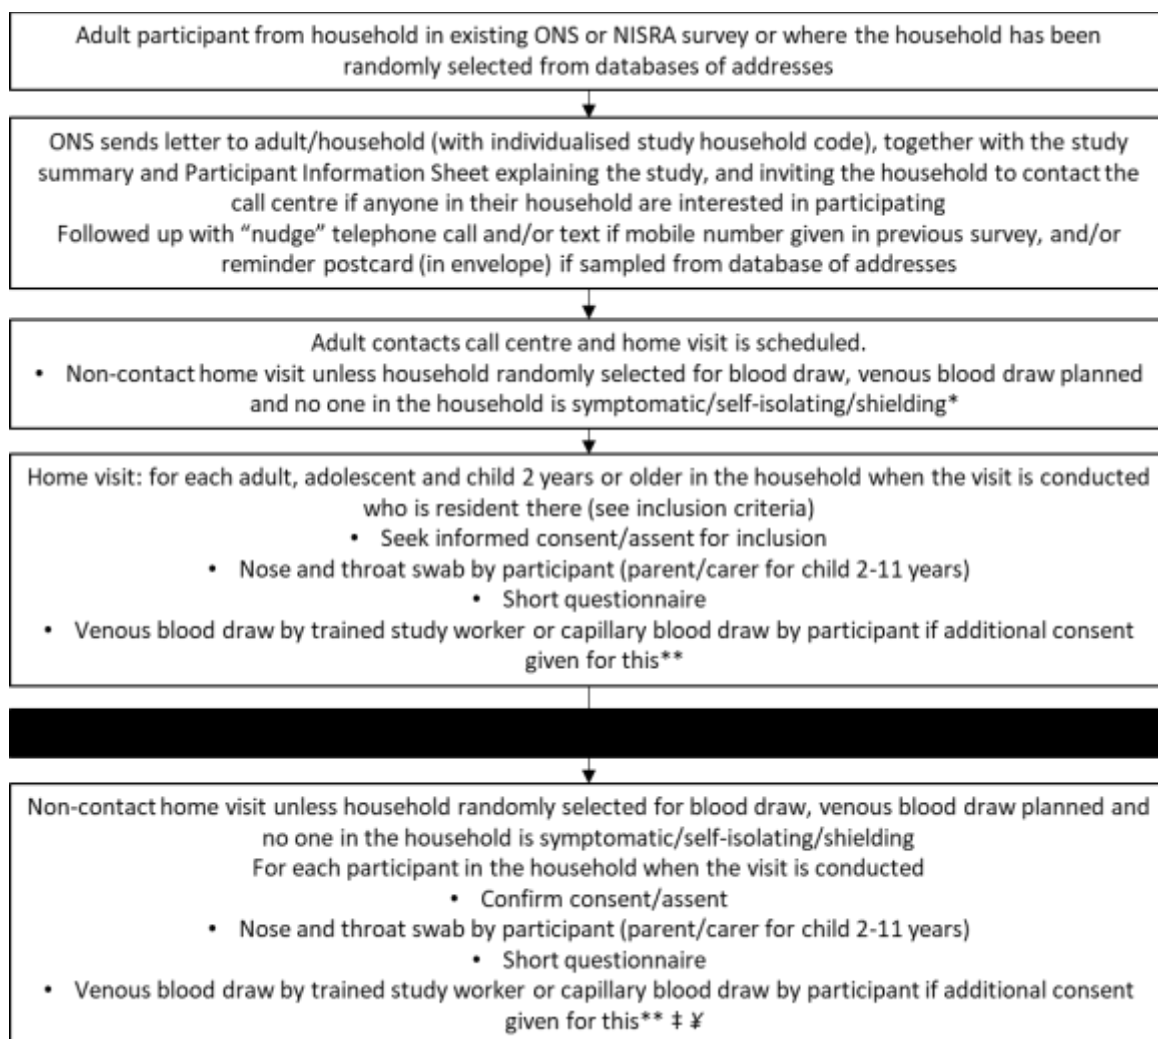 Adult participant from household in existing ONS or NISRA survey or where the household has been
randomly selected from databases of addresses
ONS sends letter to adult/household (with individualised study household code), together with the study
summary and Participant Information Sheet explaining the study, and inviting the household to contact the
call centre if anyone in their household are interested in participating
Followed up with “nudge” telephone call and/or text if mobile number given in previous survey, and/or
reminder postcard (in envelope) if sampled from database of addresses
Adult contacts call centre and home visit is scheduled.
• Non-contact home visit unless household randomly selected for blood draw, venous blood draw planned
and no one in the household is symptomatic/self-isolating/shielding*
Home visit: for each adult, adolescent and child 2 years or older in the household when the visit is conducted
who is resident there (see inclusion criteria)
• Seek informed consent/assent for inclusion
• Nose and throat swab by participant (parent/carer for child 2-11 years)
• Short questionnaire
• Venous blood draw by trained study worker or capillary blood draw by participant if additional consent
given for this**
Non-contact home visit unless household randomly selected for blood draw, venous blood draw planned and
no one in the household is symptomatic/self-isolating/shielding
For each participant in the household when the visit is conducted
• Confirm consent/assent
• Nose and throat swab by participant (parent/carer for child 2-11 years)
• Short questionnaire
• Venous blood draw by trained study worker or capillary blood draw by participant if additional consent
given for this** ‡ ¥